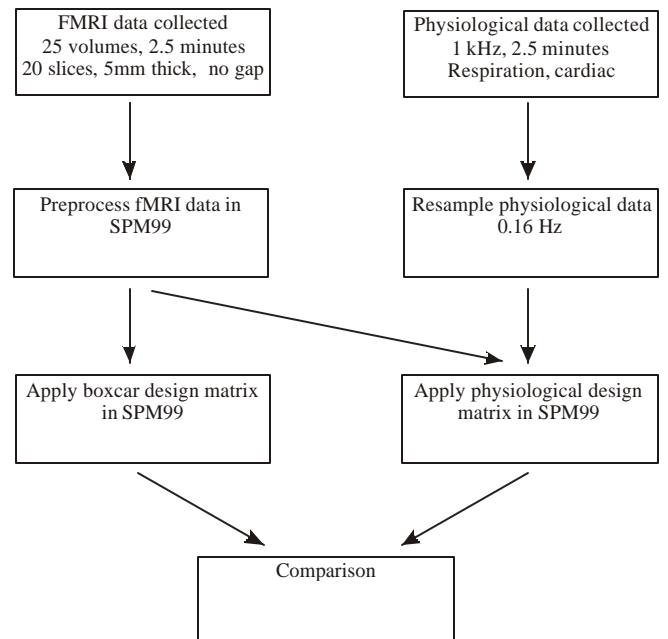 FMRI data collected
25 volumes, 2.5 minutes
20 slices, 5mm thick, no gap
Physiological data collected
1 kHz, 2.5 minutes
Respiration, cardiac
Preprocess fMRI data in
SPM99
Resample physiological data
0.16 Hz
Apply boxcar design matrix
in SPM99
Apply physiological design
matrix in SPM99
Comparison